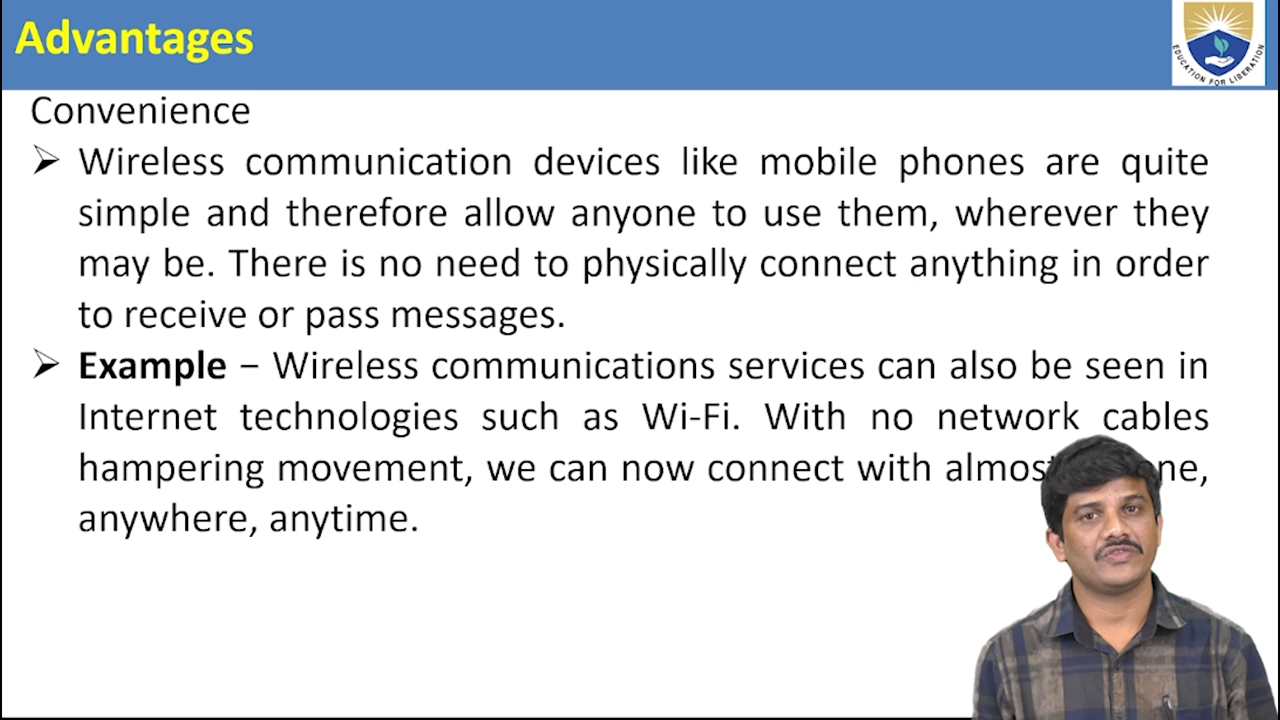 Advantages
EDUCATION FOR LIBERATION
Convenience
➢ Wireless communication devices like mobile phones are quite
simple and therefore allow anyone to use them, wherever they
may be. There is no need to physically connect anything in order
to receive or pass messages.
➢ Example − Wireless communications services can also be seen in
Internet technologies such as Wi-Fi. With no network cables
hampering movement, we can now connect with almos one,
anywhere, anytime.